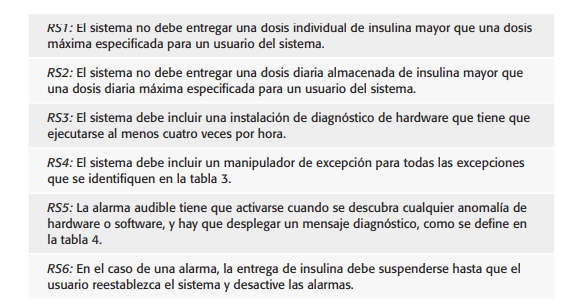 RS1: El sistema no debe entregar una dosis individual de insulina mayor que una dosis
máxima especificada para un usuario del sistema.
RS2: El sistema no debe entregar una dosis diaria almacenada de insulina mayor que
una dosis diaria máxima especificada para un usuario del sistema.
RS3: El sistema debe incluir una instalación de diagnóstico de hardware que tiene que
ejecutarse al menos cuatro veces por hora.
RS4: El sistema debe incluir un manipulador de excepción para todas las excepciones
que se identifiquen en la tabla 3.
RS5: La alarma audible tiene que activarse cuando se descubra cualquier anomalía de
hardware o software, y hay que desplegar un mensaje diagnóstico, como se define en
la tabla 4.
RS6: En el caso de una alarma, la entrega de insulina debe suspenderse hasta que el
usuario reestablezca el sistema y desactive las alarmas.